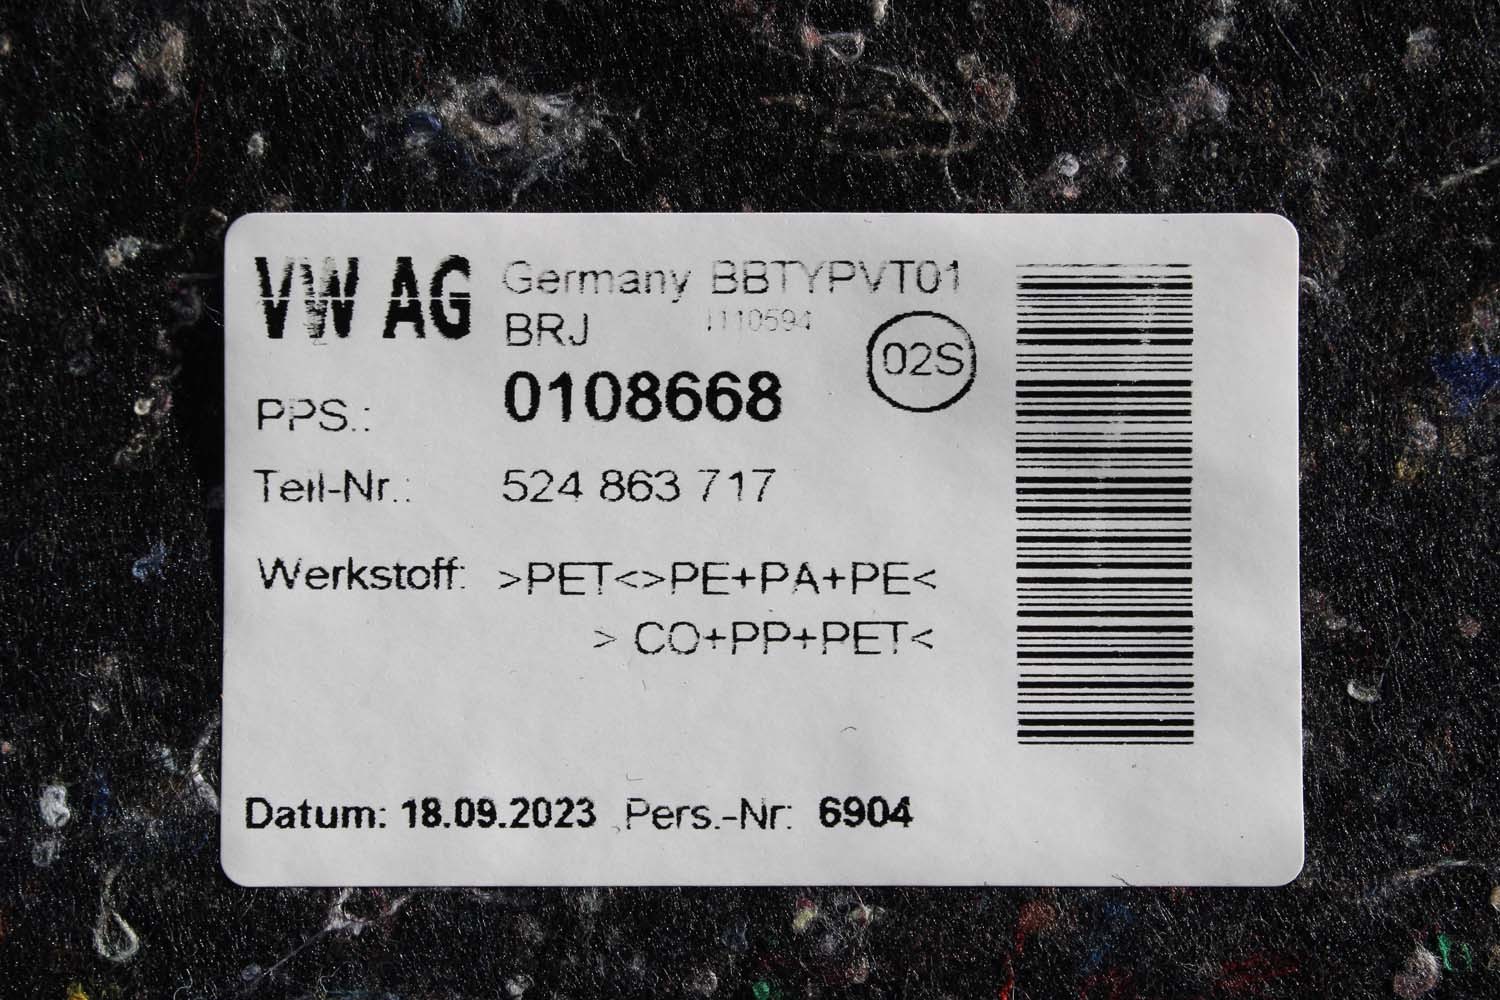 VW AG Germany BBTYPVT01
BRJ 1110594
02S
PPS.: 0108668
Teil-Nr.: 524 863 717
Werkstoff: >PET<>PE+PA+PE<
> CO+PP+PET<
Datum: 18.09.2023 Pers.-Nr: 6904